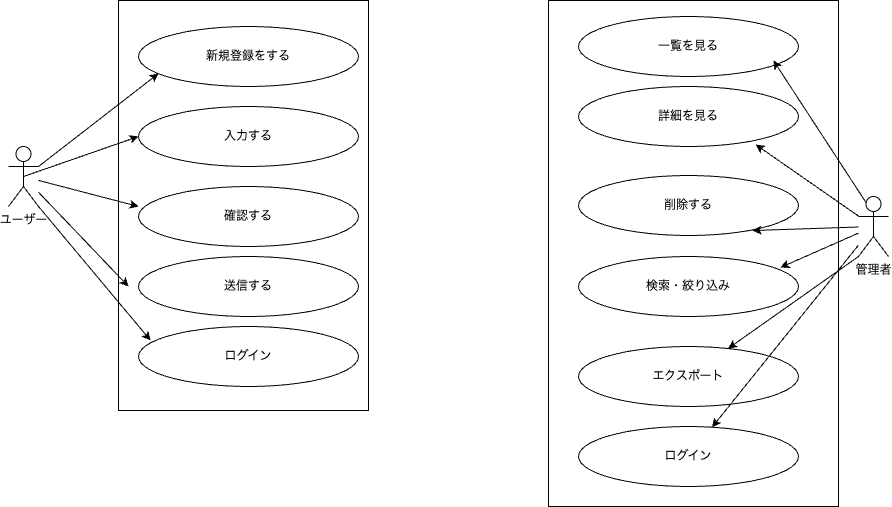 新規登録をする
入力する
確認する
送信する
ログイン
ユーザー
一覧を見る
詳細を見る
削除する
検索・絞り込み
エクスポート
ログイン
管理者